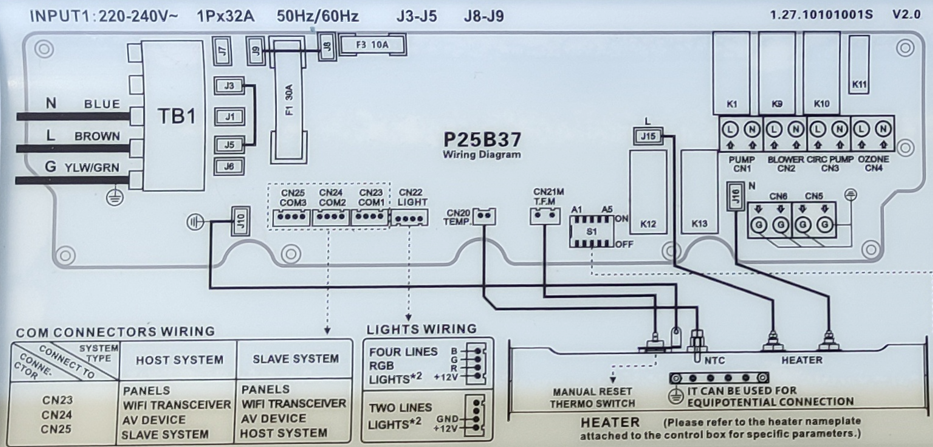 INPUT1:220-240V~ 1Px32A 50Hz/60Hz J3-J5 J8-J9 1.27.10101001S V2.0
J7 J9 J8 F3 10A
N BLUE
L BROWN
G YLW/GRN
TB1
J3
J1
J5
J6
F1 30A
P25B37
Wiring Diagram
L
J15
K1 K9 K10 K11
L N L N L N L N
PUMP CN1
BLOWER CN2
CIRC PUMP CN3
OZONE CN4
J10
CN25 COM3
CN24 COM2
CN23 COM1
CN22 LIGHT
CN20 TEMP.
CN21M T.F.M
A1 A5
S1
ON
OFF
K12 K13
J16
N
CN6 CN5
G G G G
COM CONNECTORS WIRING
CONNE-CTOR
CONNECT TO
SYSTEM TYPE
HOST SYSTEM
SLAVE SYSTEM
CN23
CN24
CN25
PANELS
WIFI TRANSCEIVER
AV DEVICE
SLAVE SYSTEM
PANELS
WIFI TRANSCEIVER
AV DEVICE
HOST SYSTEM
LIGHTS WIRING
FOUR LINES
RGB
LIGHTS*2
B
G
R
+12V
TWO LINES
LIGHTS*2
GND
+12V
NTC
HEATER
MANUAL RESET
THERMO SWITCH
IT CAN BE USED FOR
EQUIPOTENTIAL CONNECTION
HEATER (Please refer to the heater nameplate
attached to the control box for specific parameters.)